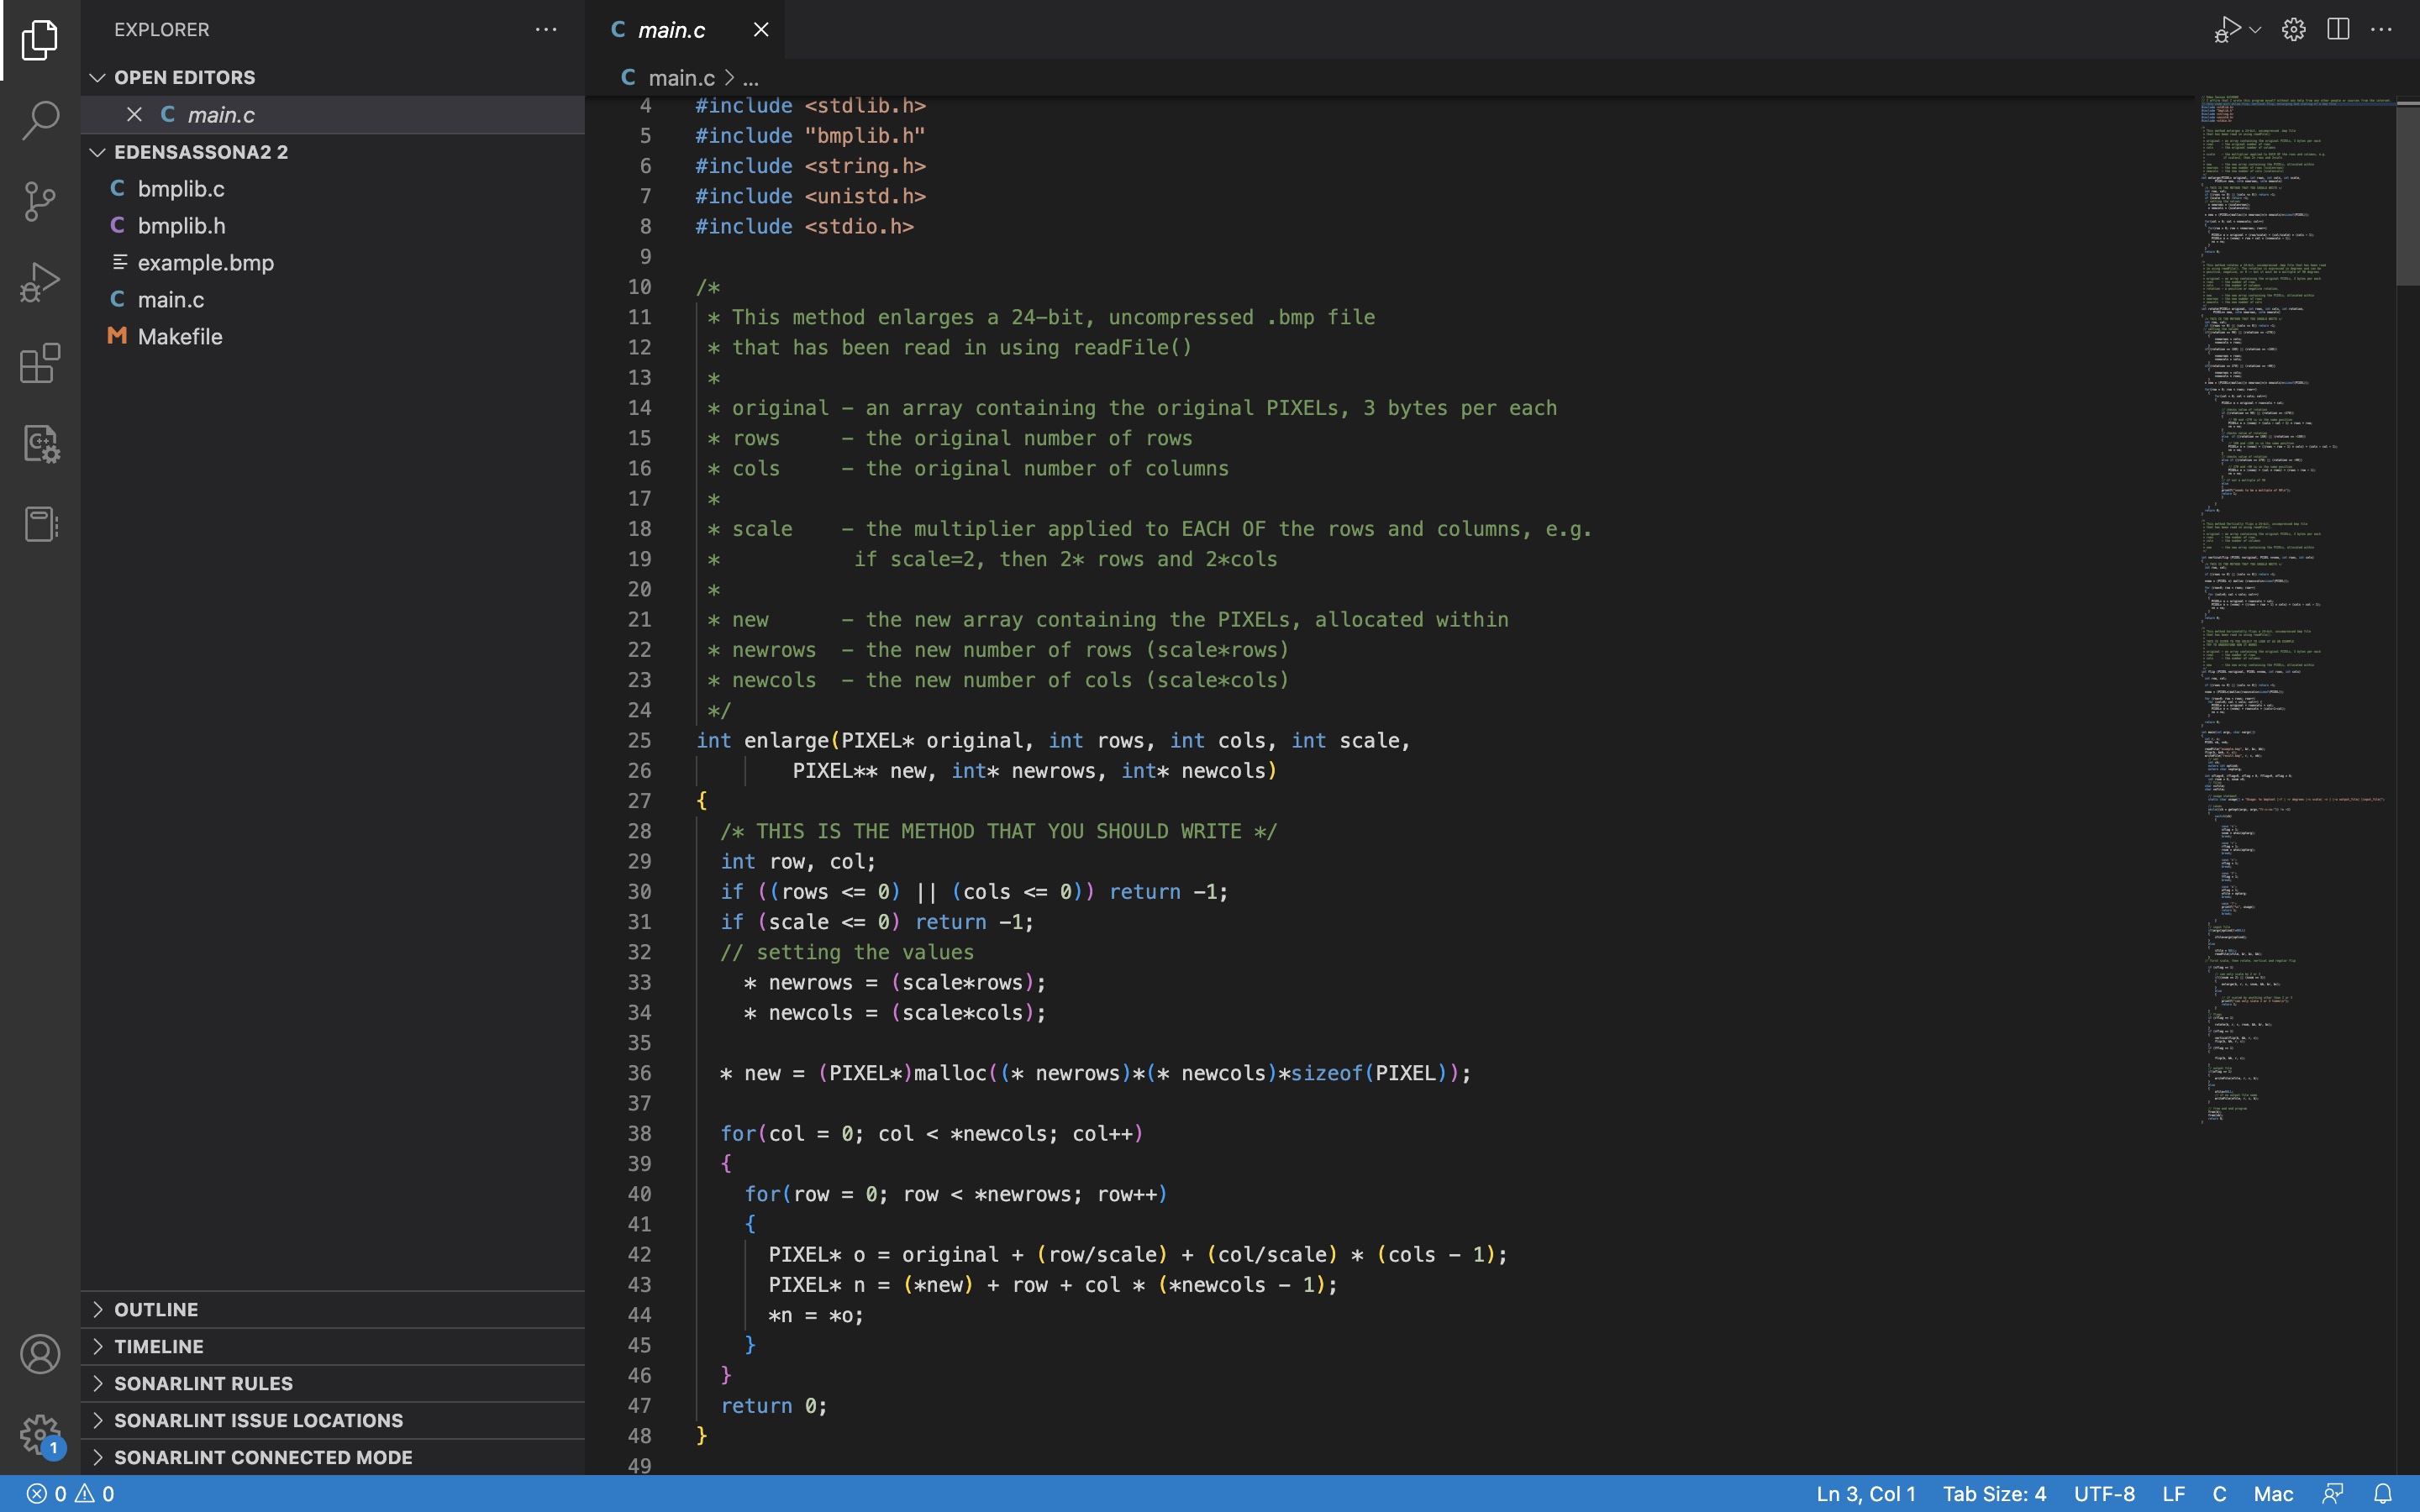 EXPLORER
OPEN EDITORS
C main.c
EDENSASSONA2 2
C bmplib.c
C bmplib.h
example.bmp
C main.c
M Makefile
OUTLINE
TIMELINE
SONARLINT RULES
SONARLINT ISSUE LOCATIONS
SONARLINT CONNECTED MODE
C main.c
C main.c > ...
4 #include <stdlib.h>
5 #include "bmplib.h"
6 #include <string.h>
7 #include <unistd.h>
8 #include <stdio.h>
9
10 /*
11 * This method enlarges a 24-bit, uncompressed .bmp file
12 * that has been read in using readFile()
13 *
14 * original - an array containing the original PIXELs, 3 bytes per each
15 * rows     - the original number of rows
16 * cols     - the original number of columns
17 *
18 * scale    - the multiplier applied to EACH OF the rows and columns, e.g.
19 *           if scale=2, then 2* rows and 2*cols
20 *
21 * new      - the new array containing the PIXELs, allocated within
22 * newrows  - the new number of rows (scale*rows)
23 * newcols  - the new number of cols (scale*cols)
24 */
25 int enlarge(PIXEL* original, int rows, int cols, int scale,
26         PIXEL** new, int* newrows, int* newcols)
27 {
28   /* THIS IS THE METHOD THAT YOU SHOULD WRITE */
29   int row, col;
30   if ((rows <= 0) || (cols <= 0)) return -1;
31   if (scale <= 0) return -1;
32   // setting the values
33     * newrows = (scale*rows);
34     * newcols = (scale*cols);
35
36   * new = (PIXEL*)malloc((* newrows)*(* newcols)*sizeof(PIXEL));
37
38   for(col = 0; col < *newcols; col++)
39   {
40     for(row = 0; row < *newrows; row++)
41     {
42       PIXEL* o = original + (row/scale) + (col/scale) * (cols - 1);
43       PIXEL* n = (*new) + row + col * (*newcols - 1);
44       *n = *o;
45     }
46   }
47   return 0;
48 }
49
1
0 0
Ln 3, Col 1 Tab Size: 4 UTF-8 LF C Mac